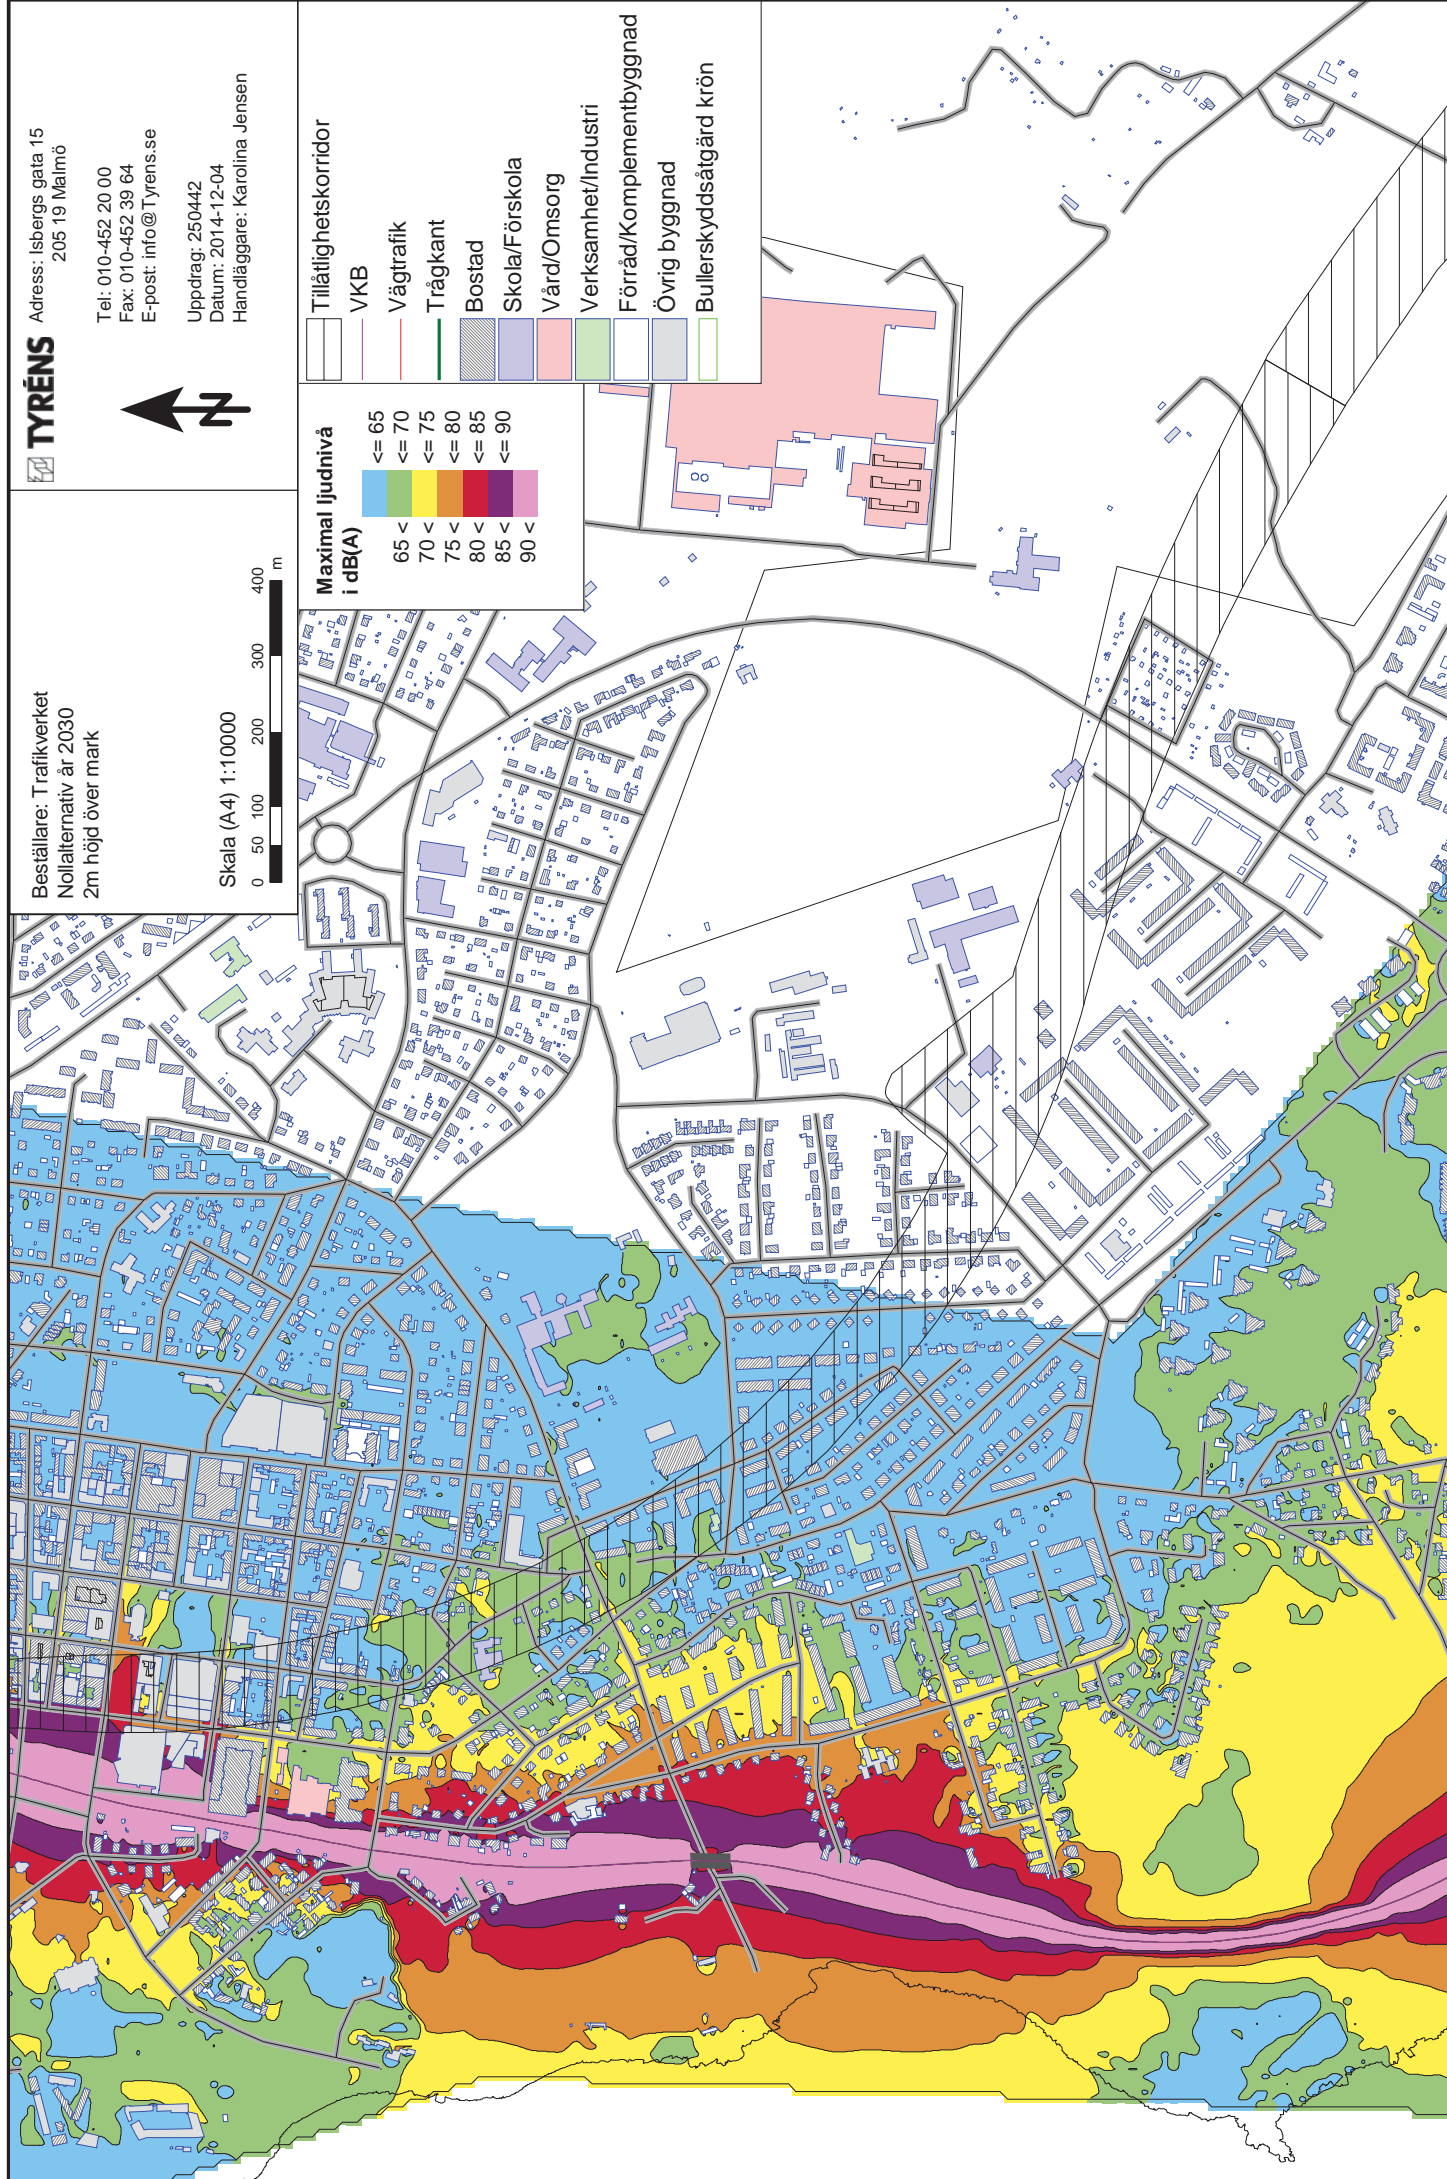 TYRÉNS
Adress: Isbergs gata 15
205 19 Malmö
Tel: 010-452 20 00
Fax: 010-452 39 64
E-post: info@Tyrens.se
Uppdrag: 250442
Datum: 2014-12-04
Handläggare: Karolina Jensen
N
Beställare: Trafikverket
Nollalternativ år 2030
2m höjd över mark
Skala (A4) 1:10000
0 50 100 200 300 400
m
Maximal ljudnivå
i dB(A)
<= 65
65 < <= 70
70 < <= 75
75 < <= 80
80 < <= 85
85 < <= 90
90 <
Tillåtlighetskorridor
VKB
Vägtrafik
Trågkant
Bostad
Skola/Förskola
Vård/Omsorg
Verksamhet/Industri
Förråd/Komplementbyggnad
Övrig byggnad
Bullerskyddsåtgärd krön